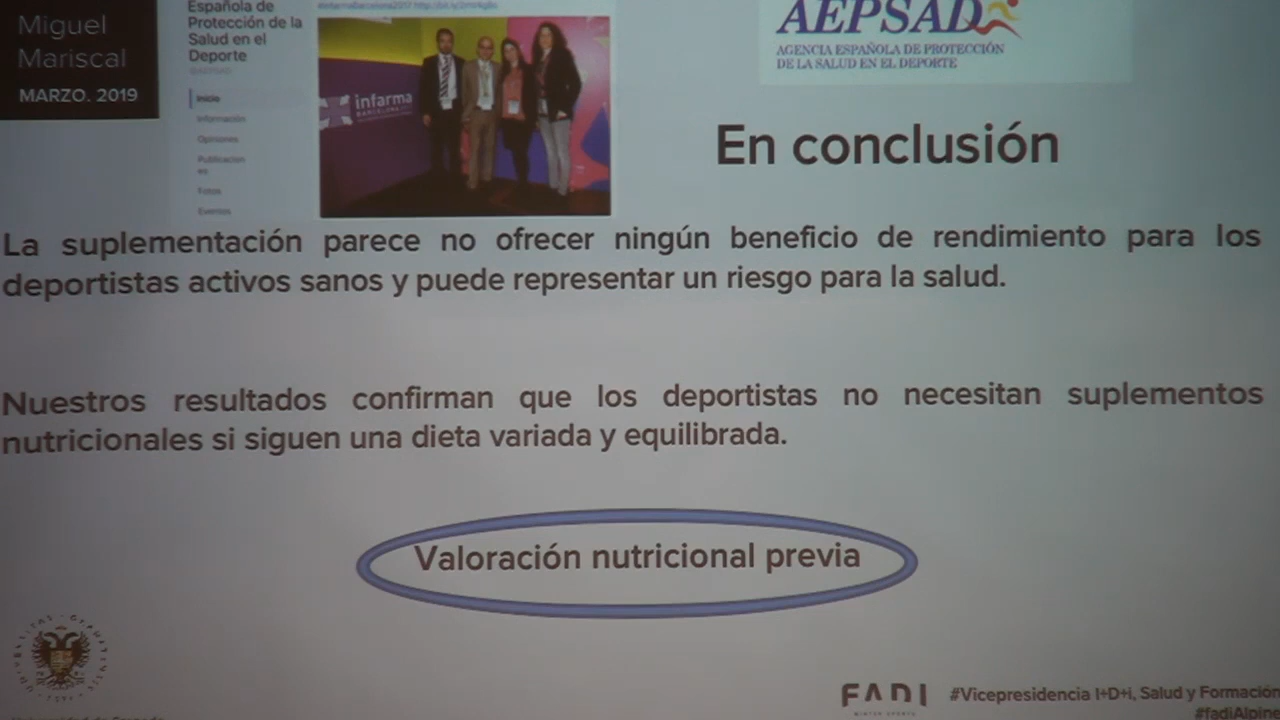 Miguel
Mariscal
MARZO. 2019
Española de
Protección de la
Salud en el
Deporte
Inicio
Información
Opiniones
Publicacion
es
Fotos
Eventos
infarma
BARCELONA
AEPSAD
AGENCIA ESPAÑOLA DE PROTECCIÓN
DE LA SALUD EN EL DEPORTE
En conclusión
La suplementación parece no ofrecer ningún beneficio de rendimiento para los
deportistas activos sanos y puede representar un riesgo para la salud.
Nuestros resultados confirman que los deportistas no necesitan suplementos
nutricionales si siguen una dieta variada y equilibrada.
Valoración nutricional previa
FADI
WINTER SPORTS
#Vicepresidencia I+D+i, Salud y Formación
#fadiAlpine